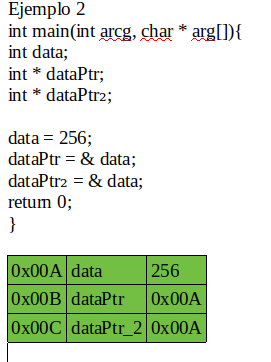 Ejemplo 2
int main(int arcg, char * arg[]){
int data;
int * dataPtr;
int * dataPtr2;
data = 256;
dataPtr = & data;
dataPtr2 = & data;
return 0;
}
0x00A data 256
0x00B dataPtr 0x00A
0x00C dataPtr_2 0x00A